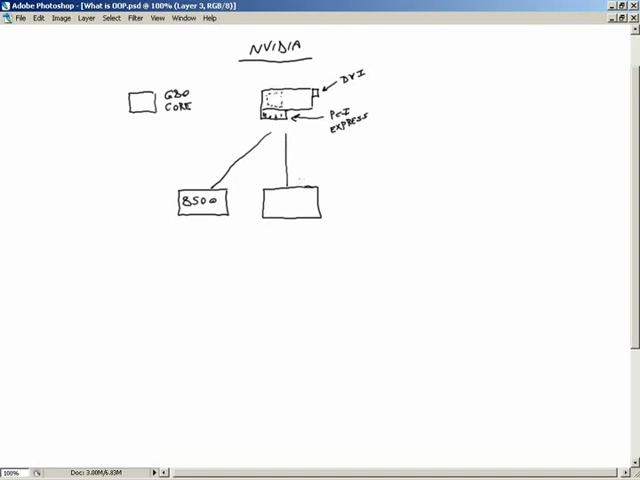 Adobe Photoshop - [What is OOP.psd @ 100% (Layer 3, RGB/8)]
File Edit Image Layer Select Filter View Window Help
NVIDIA
DVI
G80
CORE
PCI
EXPRESS
8500
100% Doc: 3.00M/6.83M